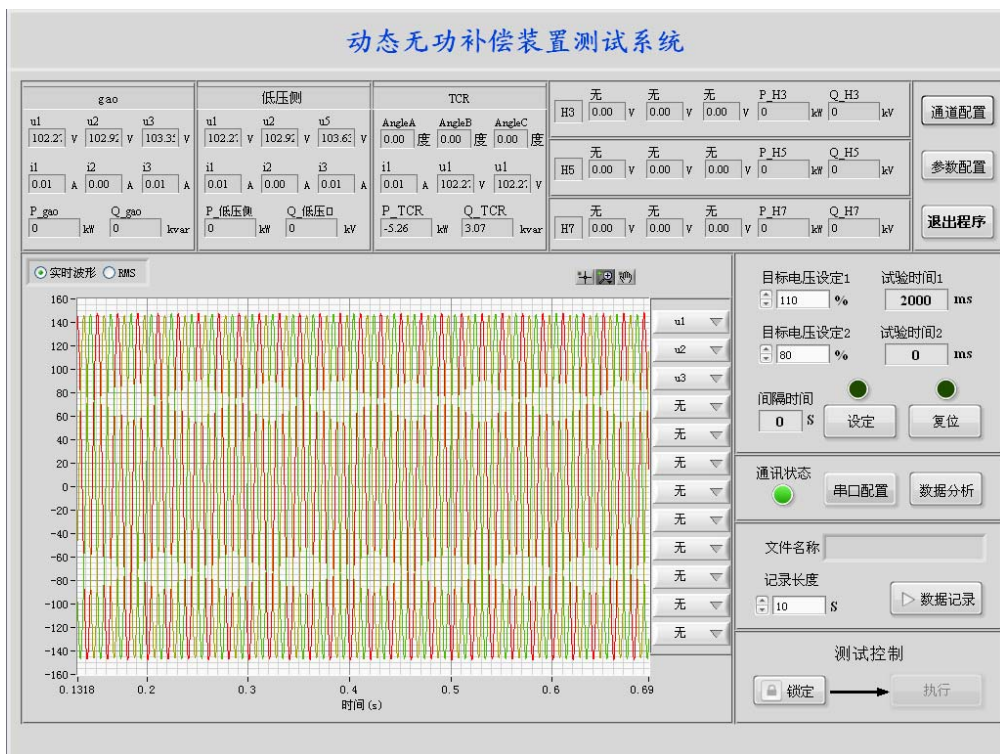 动态无功补偿装置测试系统
gao
u1 u2 u3
102.27 V 102.92 V 103.3 V
i1 i2 i3
0.01 A 0.00 A 0.01 A
P_gao Q_gao
0 kW 0 kvar
低压侧
u1 u2 u5
102.27 V 102.92 V 103.63 V
i1 i2 i3
0.01 A 0.00 A 0.01 A
P_低压侧 Q_低压口
0 kW 0 kV
TCR
AngleA AngleB AngleC
0.00 度 0.00 度 0.00 度
i1 u1 u1
0.01 A 102.27 V 102.27 V
P_TCR Q_TCR
-5.26 kW 3.07 kvar
无 无 无 P_H3 Q_H3
H3 0.00 V 0.00 V 0.00 V 0 kW 0 kV
无 无 无 P_H5 Q_H5
H5 0.00 V 0.00 V 0.00 V 0 kW 0 kV
无 无 无 P_H7 Q_H7
H7 0.00 V 0.00 V 0.00 V 0 kW 0 kV
通道配置
参数配置
退出程序
实时波形 RMS
160
140
120
100
80
60
40
20
0
-20
-40
-60
-80
-100
-120
-140
-160
0.1318 0.2 0.3 0.4 0.5 0.6 0.69
时间(s)
u1
u2
u3
无
无
无
无
无
无
无
无
无
目标电压设定1 试验时间1
110 % 2000 ms
目标电压设定2 试验时间2
80 % 0 ms
间隔时间
0 S 设定 复位
通讯状态
串口配置 数据分析
文件名称
记录长度
10 S 数据记录
测试控制
锁定 执行